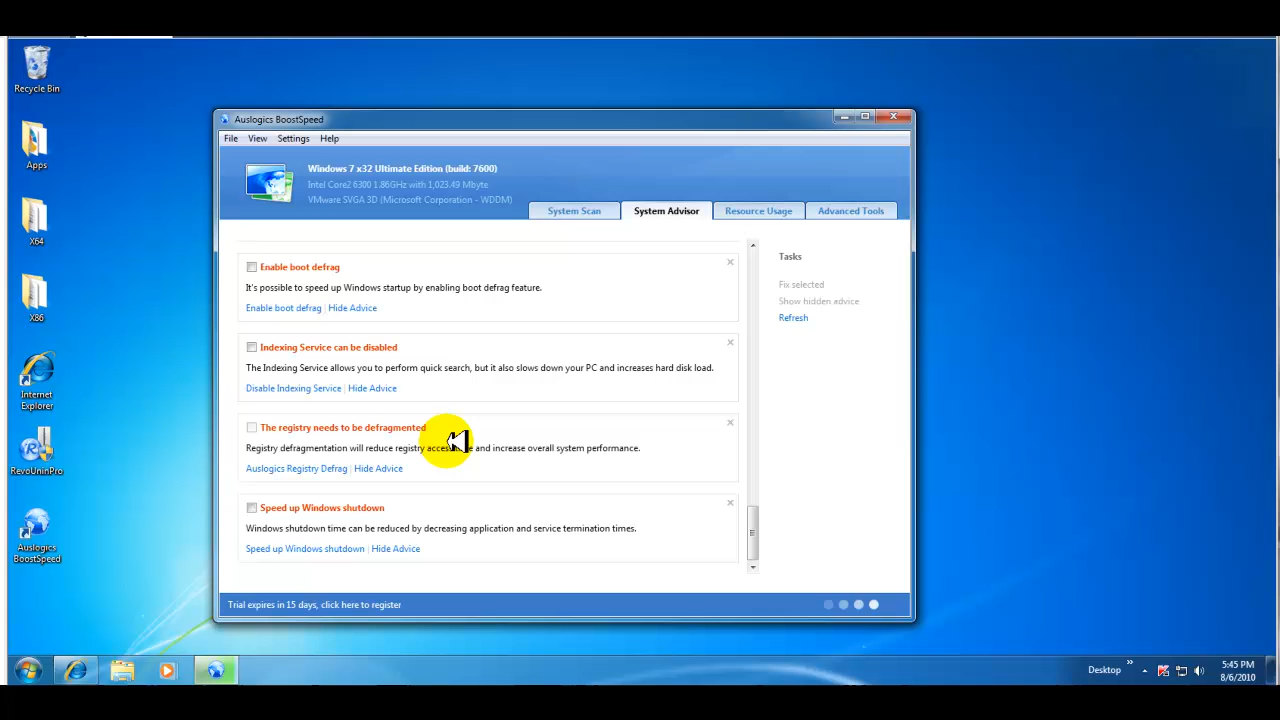 Recycle Bin
Apps
X64
X86
Internet
Explorer
RevoUninPro
Auslogics
BoostSpeed
Auslogics BoostSpeed
File View Settings Help
Windows 7 x32 Ultimate Edition (build: 7600)
Intel Core2 6300 1.86GHz with 1,023.49 Mbyte
VMware SVGA 3D (Microsoft Corporation - WDDM)
System Scan System Advisor Resource Usage Advanced Tools
Enable boot defrag
It's possible to speed up Windows startup by enabling boot defrag feature.
Enable boot defrag | Hide Advice
Indexing Service can be disabled
The Indexing Service allows you to perform quick search, but it also slows down your PC and increases hard disk load.
Disable Indexing Service | Hide Advice
The registry needs to be defragmented
Registry defragmentation will reduce registry and increase overall system performance.
Auslogics Registry Defrag | Hide Advice
Speed up Windows shutdown
Windows shutdown time can be reduced by decreasing application and service termination times.
Speed up Windows shutdown | Hide Advice
Tasks
Fix selected
Show hidden advice
Refresh
Trial expires in 15 days, click here to register
Desktop
5:45 PM
8/6/2010